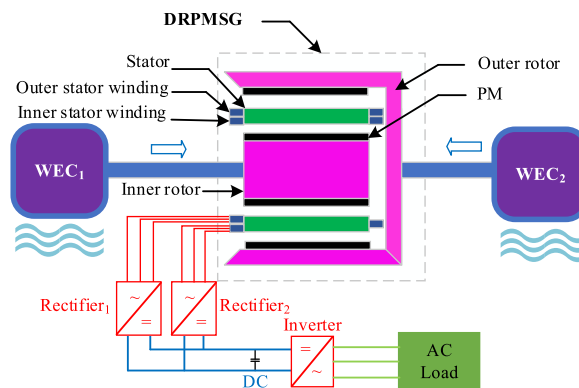 DRPMSG
Stator
Outer rotor
Outer stator winding
PM
Inner stator winding
WEC1
WEC2
Inner rotor
Rectifier1
Rectifier2
Inverter
~
=
~
=
=
~
DC
AC
Load